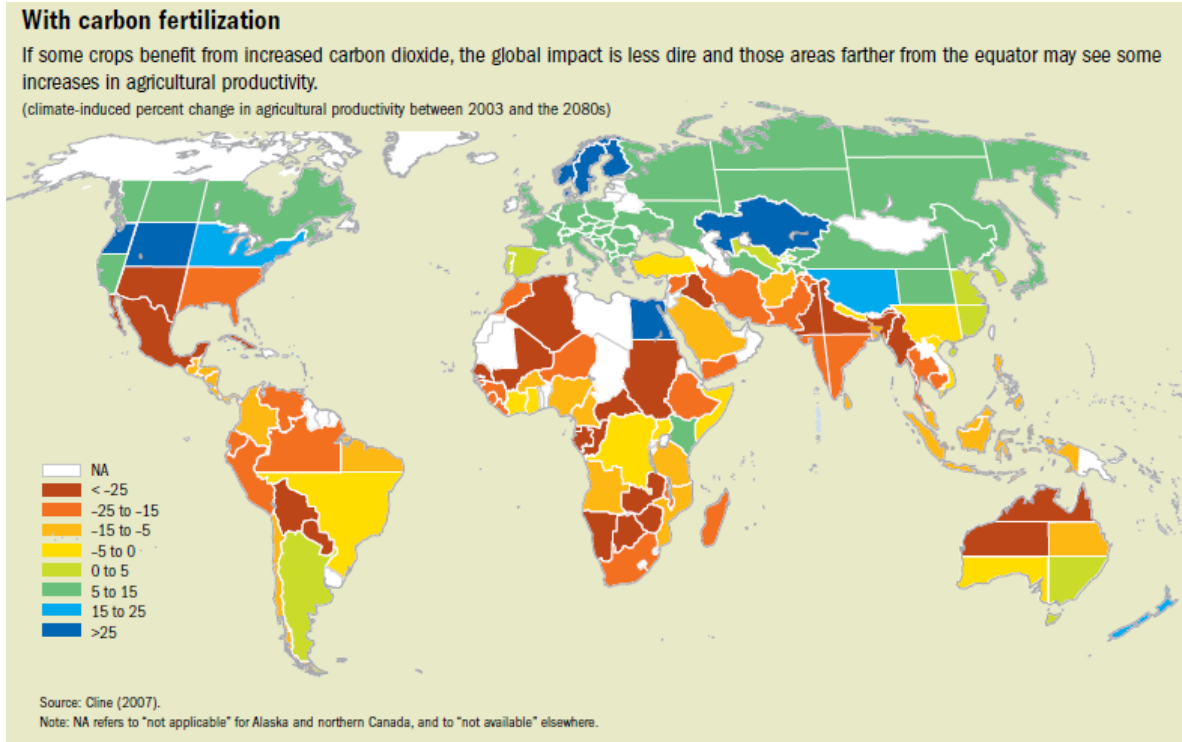 With carbon fertilization
If some crops benefit from increased carbon dioxide, the global impact is less dire and those areas farther from the equator may see some
increases in agricultural productivity.
(climate-induced percent change in agricultural productivity between 2003 and the 2080s)
NA
< –25
–25 to –15
–15 to –5
–5 to 0
0 to 5
5 to 15
15 to 25
>25
Source: Cline (2007).
Note: NA refers to “not applicable” for Alaska and northern Canada, and to “not available” elsewhere.